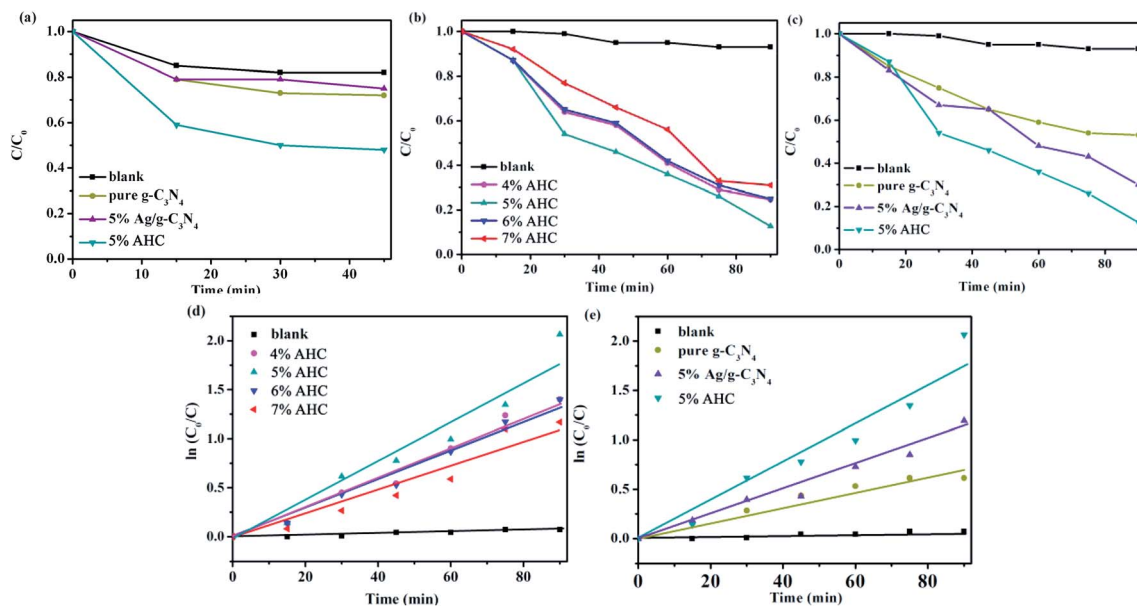 (a)
C/C₀
1.0
0.8
0.6
0.4
0.2
0.0
blank
pure g-C₃N₄
5% Ag/g-C₃N₄
5% AHC
0 10 20 30 40
Time (min)
(b)
C/C₀
1.0
0.8
0.6
0.4
0.2
0.0
blank
4% AHC
5% AHC
6% AHC
7% AHC
0 20 40 60 80
Time (min)
(c)
C/C₀
1.0
0.8
0.6
0.4
0.2
0.0
blank
pure g-C₃N₄
5% Ag/g-C₃N₄
5% AHC
0 20 40 60 80
Time (min)
(d)
ln (C₀/C)
2.0
1.5
1.0
0.5
0.0
blank
4% AHC
5% AHC
6% AHC
7% AHC
0 20 40 60 80
Time (min)
(e)
ln (C₀/C)
2.0
1.5
1.0
0.5
0.0
blank
pure g-C₃N₄
5% Ag/g-C₃N₄
5% AHC
0 20 30 40 60 80
Time (min)